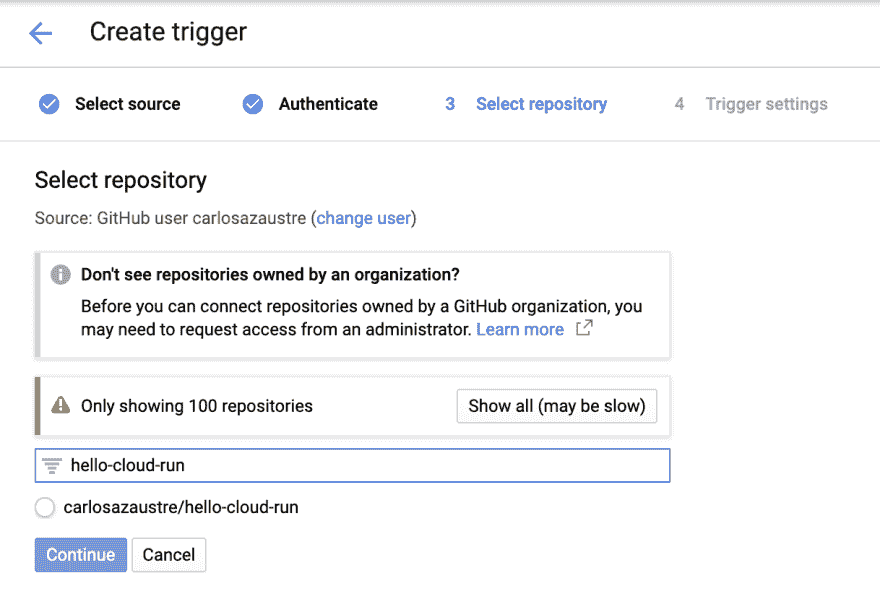 Create trigger
Select source
Authenticate
3 Select repository
4 Trigger settings
Select repository
Source: GitHub user carlosazaustre (change user)
Don't see repositories owned by an organization?
Before you can connect repositories owned by a GitHub organization, you
may need to request access from an administrator. Learn more
Only showing 100 repositories
Show all (may be slow)
hello-cloud-run
carlosazaustre/hello-cloud-run
Continue
Cancel